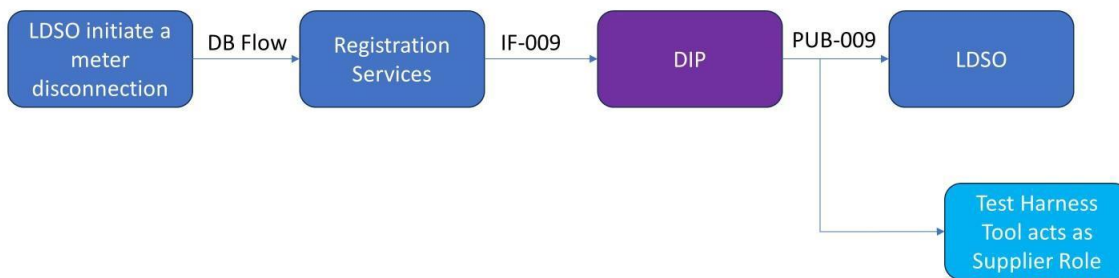 LDSO initiate a
meter
disconnection
DB Flow
Registration
Services
IF-009
DIP
PUB-009
LDSO
Test Harness
Tool acts as
Supplier Role